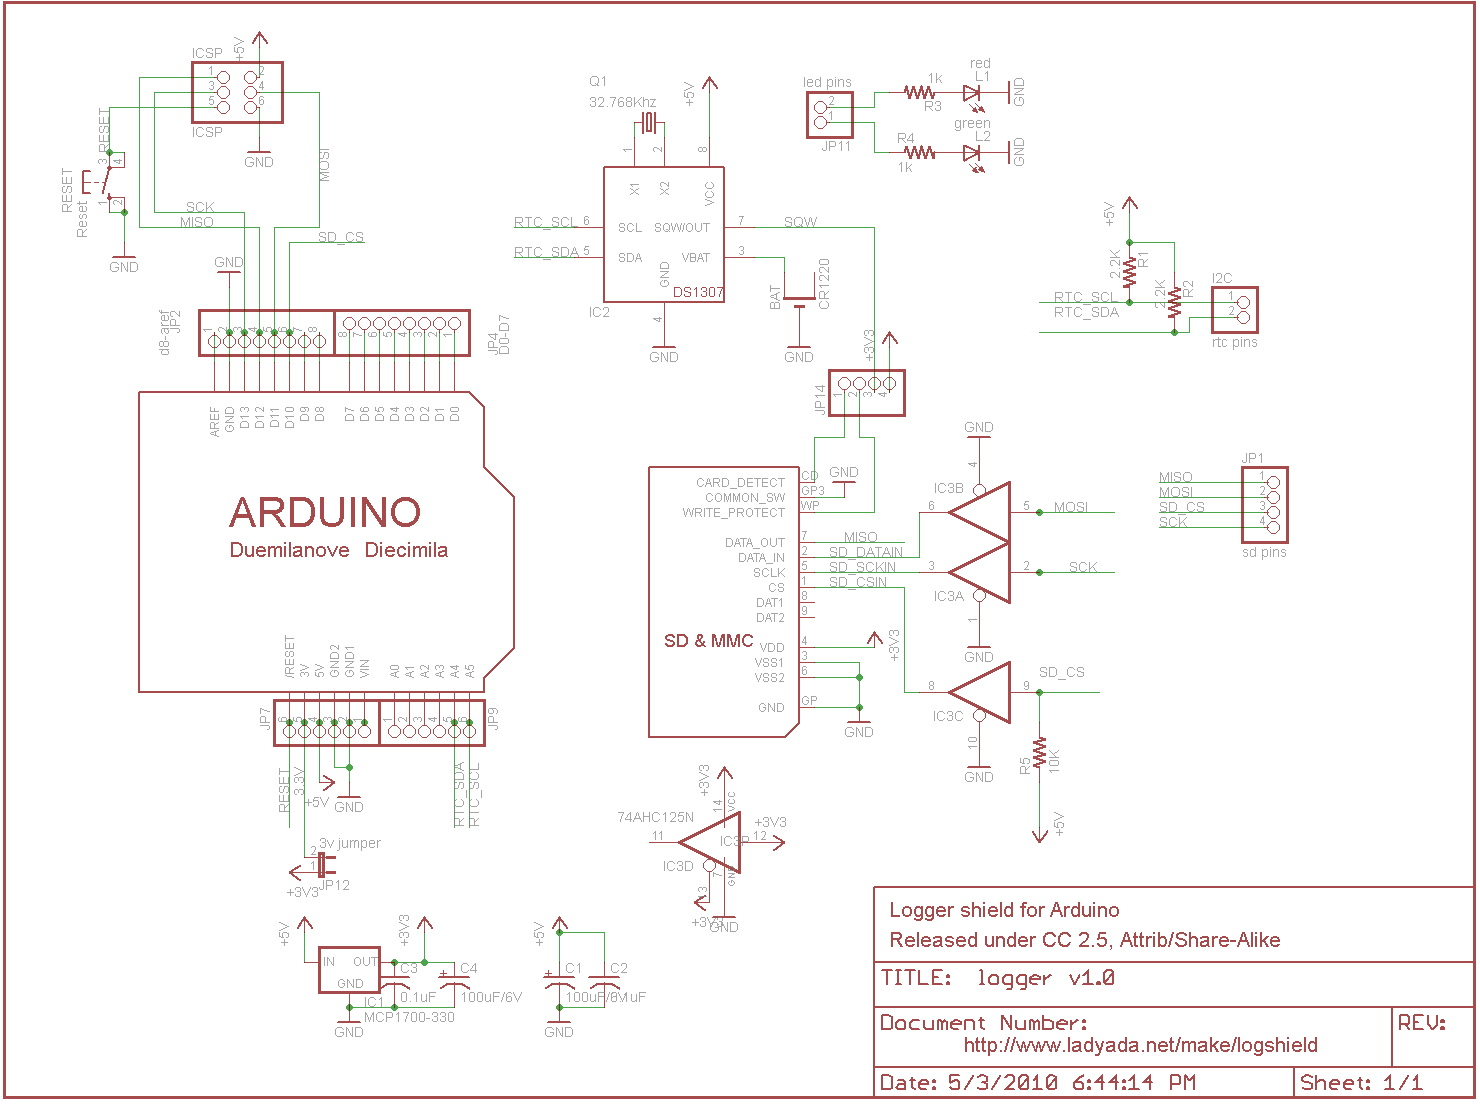 ICSP
+5V
1
2
3
4
5
6
ICSP
GND
RESET
MOSI
3
4
RESET
Reset
1
2
GND
SCK
MISO
SD_CS
GND
d8-aref
JP2
1
2
3
4
5
6
7
8
8
7
6
5
4
3
2
1
JP4
D0-D7
AREF
GND
D13
D12
D11
D10
D9
D8
D7
D6
D5
D4
D3
D2
D1
D0
ARDUINO
Duemilanove Diecimila
/RESET
3V
5V
GND2
GND1
VIN
A0
A1
A2
A3
A4
A5
JP7
6
5
4
3
2
1
1
2
3
4
5
6
JP9
RESET
3.3V
+5V
GND
RTC_SDA
RTC_SCL
3v jumper
2
1
JP12
+3V3
+5V
+3V3
IN
OUT
GND
IC1
MCP1700-330
C3
0.1uF
C4
100uF/6V
GND
+5V
C1
C2
100uF/6V
1uF
GND
Q1
32.768Khz
+5V
1
2
8
X1
X2
VCC
RTC_SCL
6
SCL
SQW/OUT
7
SQW
RTC_SDA
5
SDA
VBAT
3
GND
DS1307
IC2
4
GND
BAT
CR1220
GND
led pins
2
1
JP11
1k
R3
red
L1
GND
R4
1k
green
L2
GND
+5V
2.2K
R1
2.2K
R2
RTC_SCL
RTC_SDA
I2C
1
2
rtc pins
+3V3
JP14
1
2
3
4
CARD_DETECT
CD
COMMON_SW
GP3
GND
WRITE_PROTECT
WP
DATA_OUT
7
MISO
DATA_IN
2
SD_DATAIN
SCLK
5
SD_SCKIN
CS
1
SD_CSIN
DAT1
8
DAT2
9
SD & MMC
VDD
4
+3V3
VSS1
3
VSS2
6
GND
GP
GND
GND
4
IC3B
6
5
MOSI
3
2
SCK
IC3A
1
GND
8
9
SD_CS
IC3C
10
GND
R5
10K
+5V
JP1
MISO
1
MOSI
2
SD_CS
3
SCK
4
sd pins
+3V3
14
VCC
74AHC125N
11
IC3P
12
+3V3
IC3D
7
GND
13
+3V3
GND
Logger shield for Arduino
Released under CC 2.5, Attrib/Share-Alike
TITLE: logger v1.0
Document Number:
REV:
http://www.ladyada.net/make/logshield
Date: 5/3/2010 6:44:14 PM
Sheet: 1/1